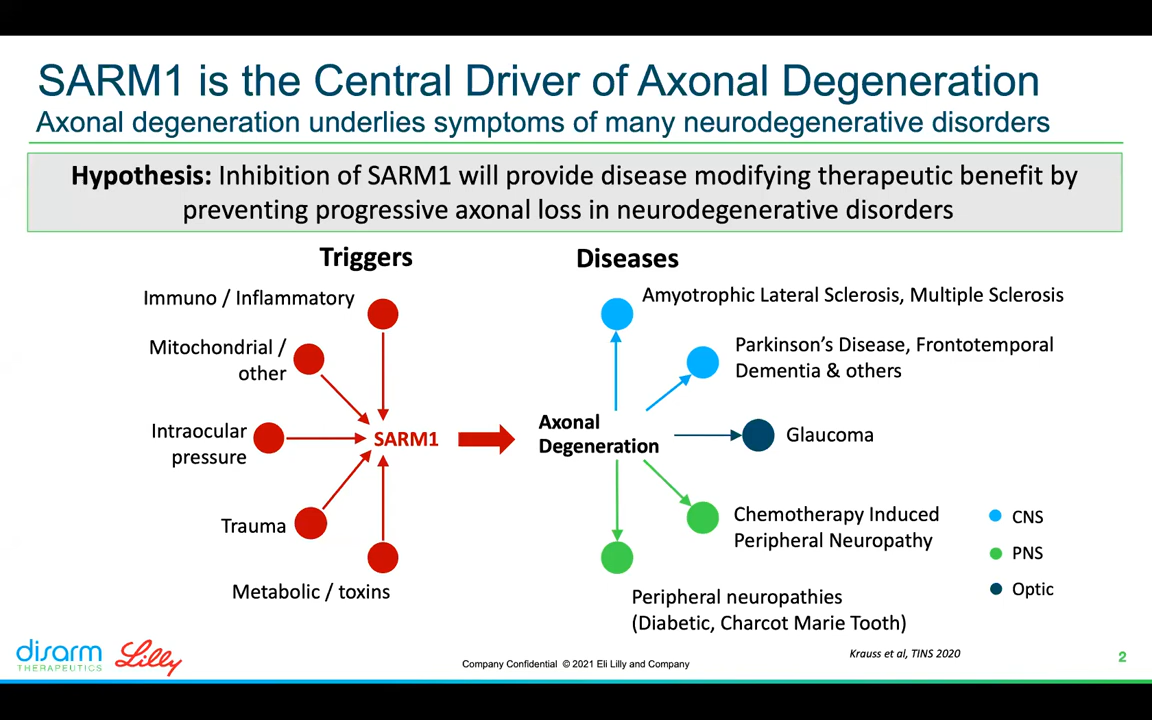 SARM1 is the Central Driver of Axonal Degeneration
Axonal degeneration underlies symptoms of many neurodegenerative disorders
Hypothesis: Inhibition of SARM1 will provide disease modifying therapeutic benefit by
preventing progressive axonal loss in neurodegenerative disorders
Triggers
Immuno / Inflammatory
Mitochondrial /
other
Intraocular
pressure
Trauma
Metabolic / toxins
SARM1
Diseases
Axonal
Degeneration
Amyotrophic Lateral Sclerosis, Multiple Sclerosis
Parkinson's Disease, Frontotemporal
Dementia & others
Glaucoma
Chemotherapy Induced
Peripheral Neuropathy
Peripheral neuropathies
(Diabetic, Charcot Marie Tooth)
CNS
PNS
Optic
disarm
THERAPEUTICS
Lilly
Company Confidential © 2021 Eli Lilly and Company
Krauss et al, TINS 2020
2